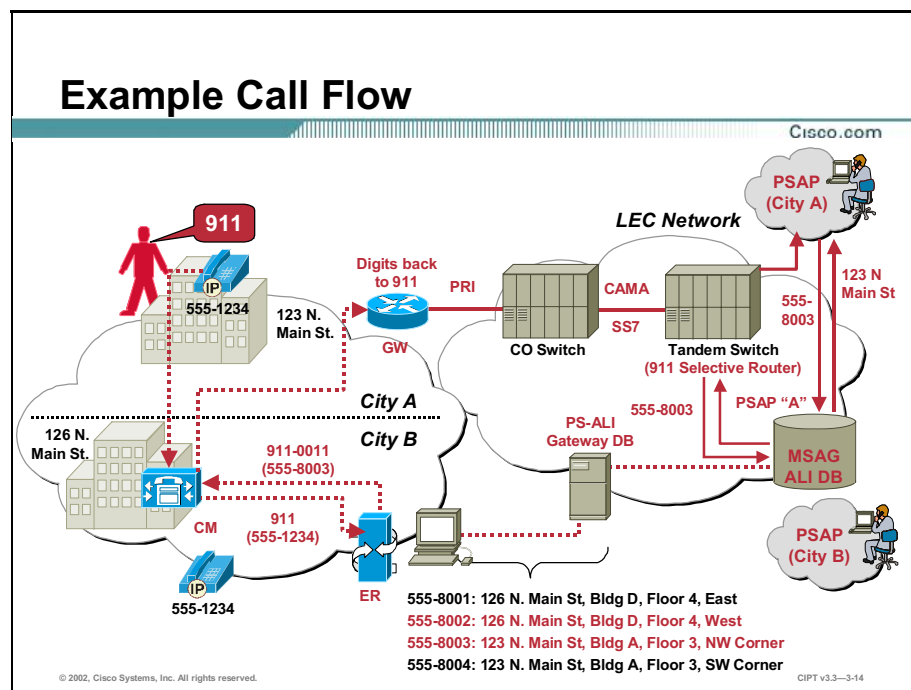 Example Call Flow
Cisco.com
PSAP
(City A)
911
LEC Network
IP
555-1234
Digits back
to 911
PRI
CAMA
SS7
123 N
Main St
555-
8003
123 N.
Main St.
GW
CO Switch
Tandem Switch
(911 Selective Router)
City A
City B
555-8003
PSAP “A”
126 N.
Main St.
PS-ALI
Gateway DB
MSAG
ALI DB
911-0011
(555-8003)
CM
911
(555-1234)
PSAP
(City B)
IP
555-1234
ER
555-8001: 126 N. Main St, Bldg D, Floor 4, East
555-8002: 126 N. Main St, Bldg D, Floor 4, West
555-8003: 123 N. Main St, Bldg A, Floor 3, NW Corner
555-8004: 123 N. Main St, Bldg A, Floor 3, SW Corner
© 2002, Cisco Systems, Inc. All rights reserved.
CIPT v3.3—3-14